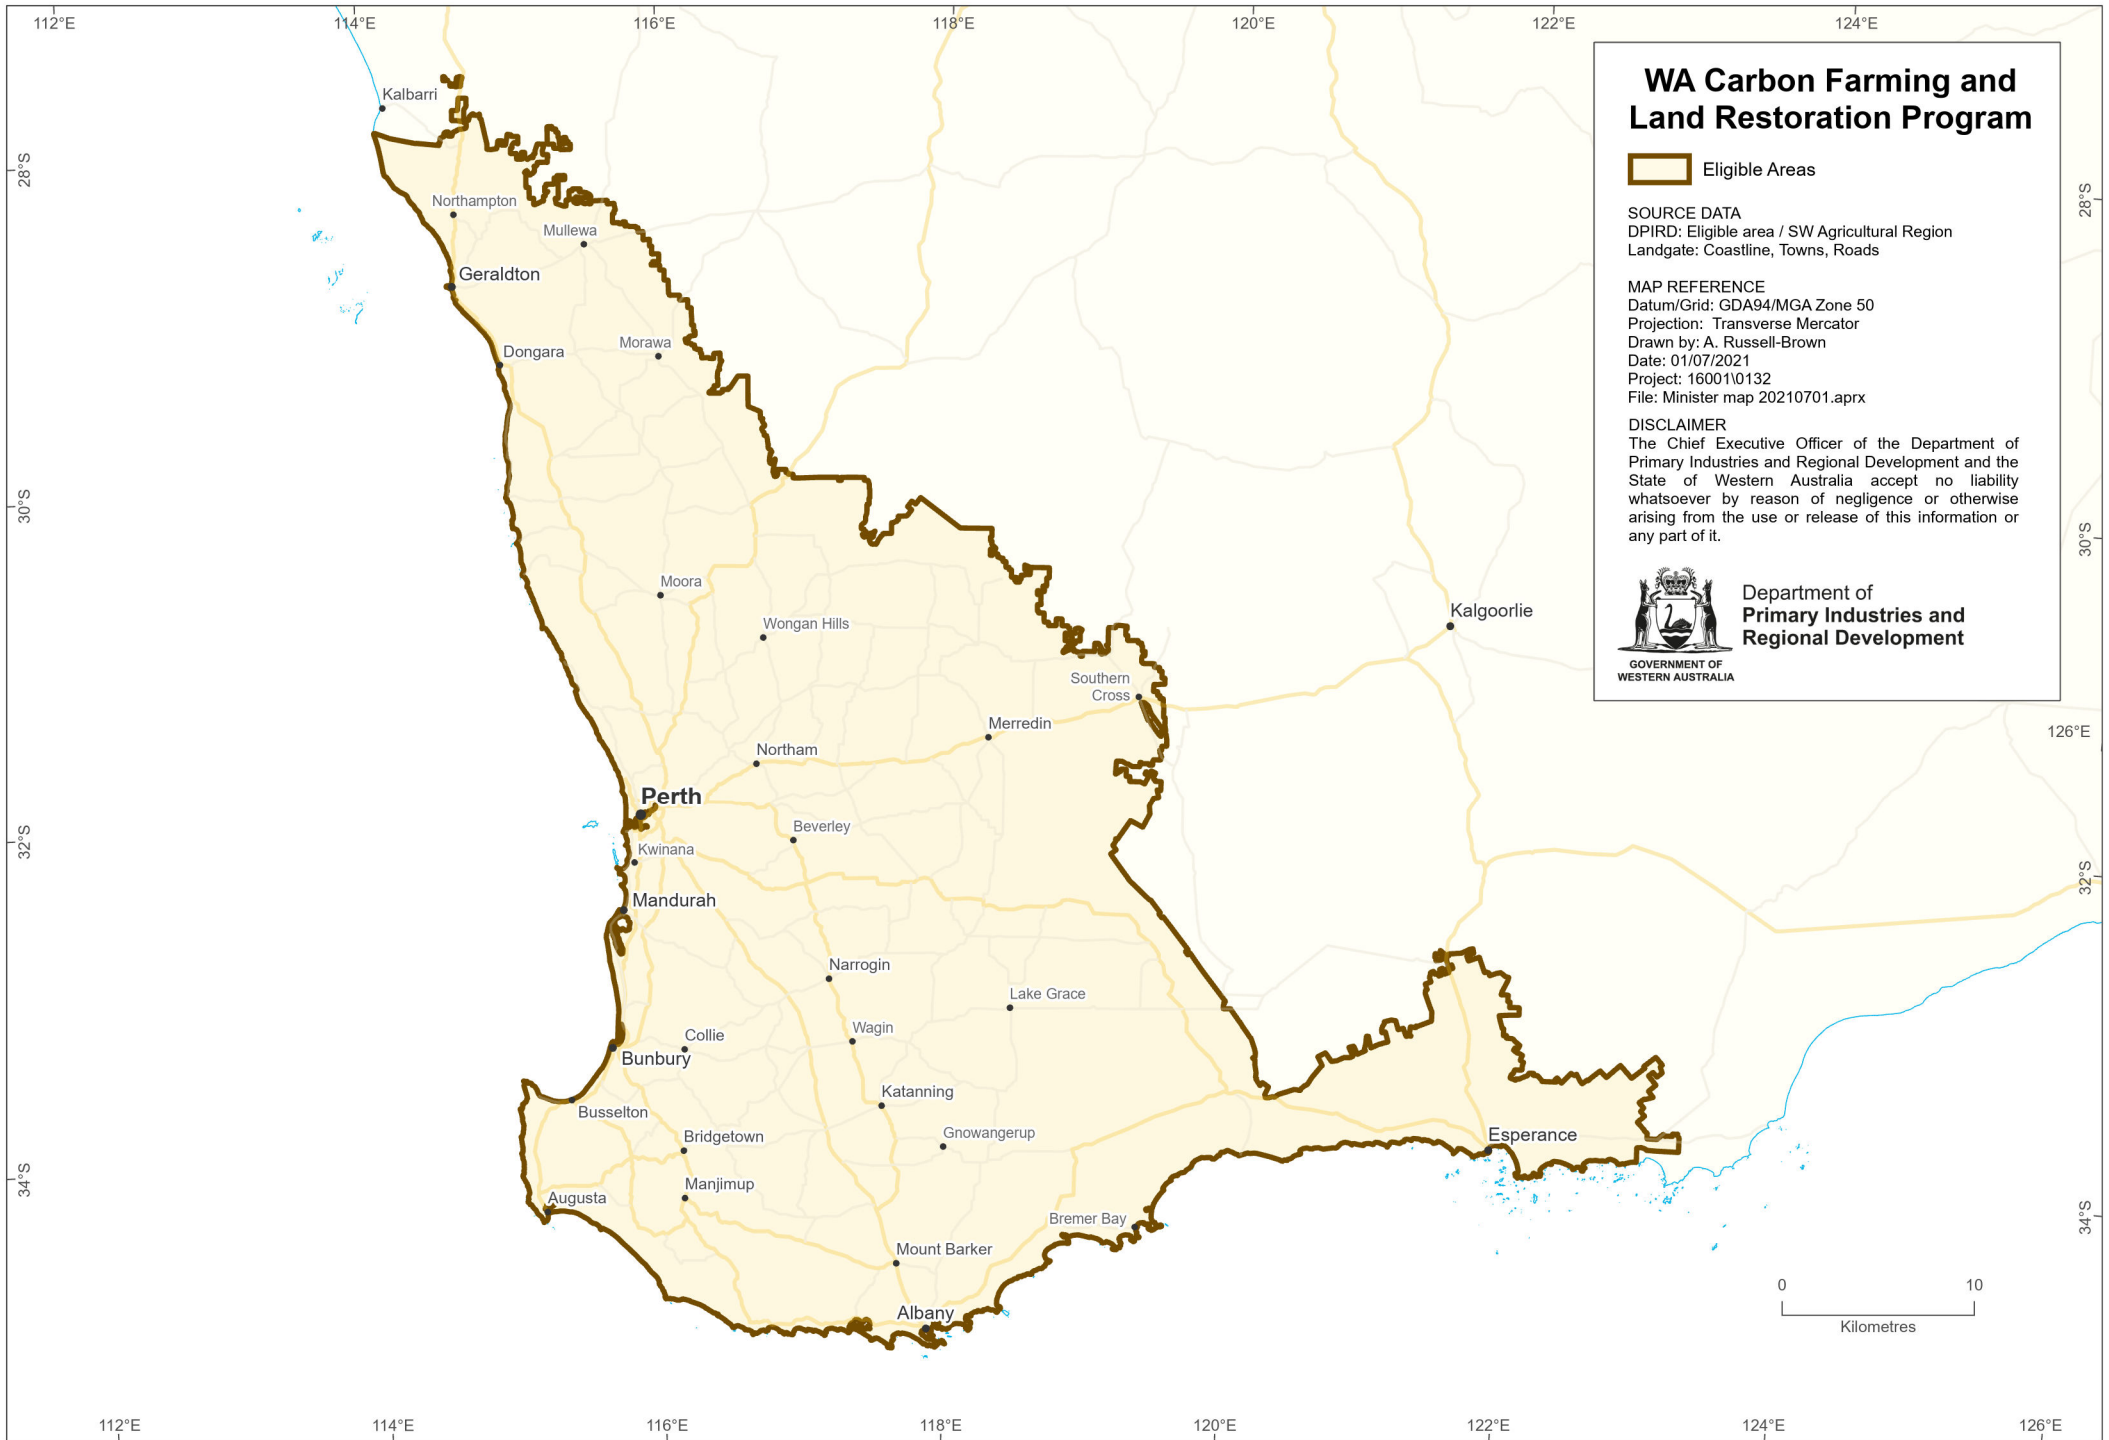 112°E
114°E
116°E
118°E
120°E
122°E
124°E
WA Carbon Farming and
Land Restoration Program
Eligible Areas
SOURCE DATA
DPIRD: Eligible area / SW Agricultural Region
Landgate: Coastline, Towns, Roads
MAP REFERENCE
Datum/Grid: GDA94/MGA Zone 50
Projection: Transverse Mercator
Drawn by: A. Russell-Brown
Date: 01/07/2021
Project: 16001\0132
File: Minister map 20210701.aprx
DISCLAIMER
The Chief Executive Officer of the Department of
Primary Industries and Regional Development and the
State of Western Australia accept no liability
whatsoever by reason of negligence or otherwise
arising from the use or release of this information or
any part of it.
GOVERNMENT OF
WESTERN AUSTRALIA
Department of
Primary Industries and
Regional Development
Kalbarri
28°S
28°S
Northampton
Mullewa
Geraldton
Morawa
Dongara
30°S
30°S
Moora
Wongan Hills
Kalgoorlie
Southern
Cross
Merredin
126°E
Northam
Perth
Beverley
32°S
Kwinana
32°S
Mandurah
Narrogin
Lake Grace
Wagin
Collie
Bunbury
Katanning
Busselton
Gnowangerup
Bridgetown
Esperance
34°S
Manjimup
Augusta
Bremer Bay
34°S
Mount Barker
Albany
0 10
Kilometres
112°E
114°E
116°E
118°E
120°E
122°E
124°E
126°E